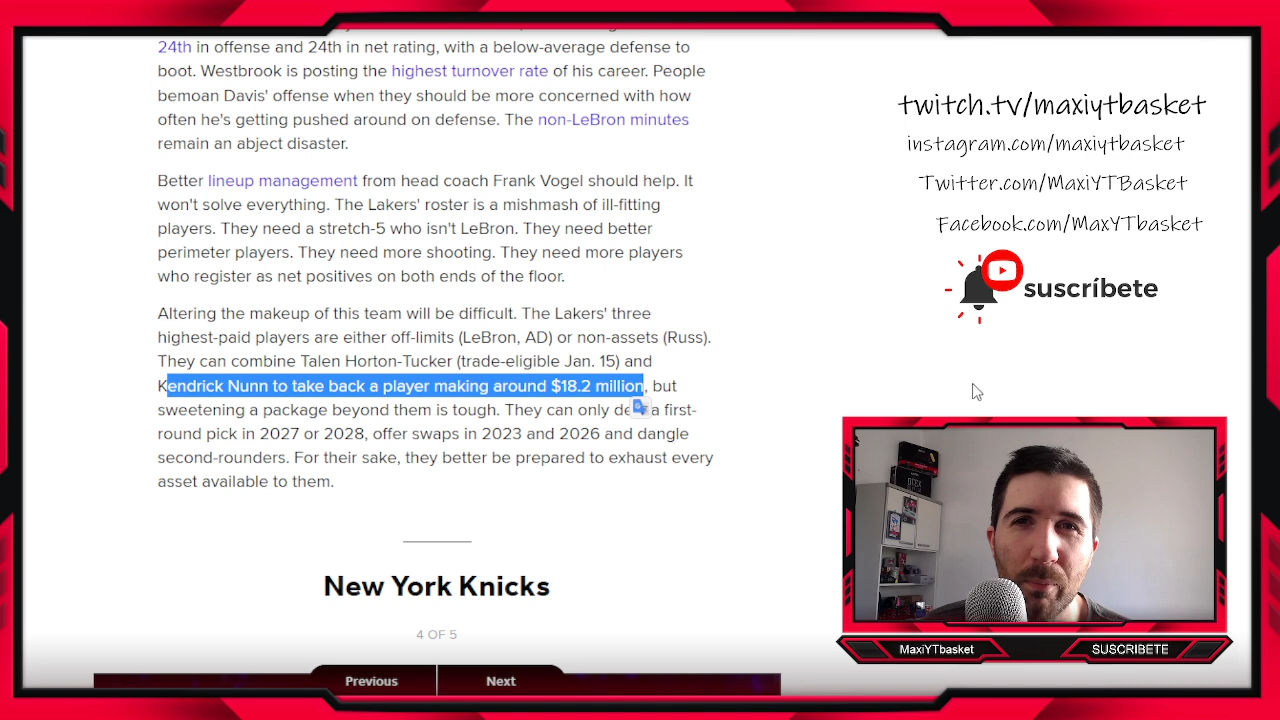 24th in offense and 24th in net rating, with a below-average defense to
boot. Westbrook is posting the highest turnover rate of his career. People
bemoan Davis' offense when they should be more concerned with how
often he's getting pushed around on defense. The non-LeBron minutes
remain an abject disaster.
Better lineup management from head coach Frank Vogel should help. It
won't solve everything. The Lakers' roster is a mishmash of ill-fitting
players. They need a stretch-5 who isn't LeBron. They need better
perimeter players. They need more shooting. They need more players
who register as net positives on both ends of the floor.
Altering the makeup of this team will be difficult. The Lakers' three
highest-paid players are either off-limits (LeBron, AD) or non-assets (Russ).
They can combine Talen Horton-Tucker (trade-eligible Jan. 15) and
Kendrick Nunn to take back a player making around $18.2 million, but
sweetening a package beyond them is tough. They can only a first-
round pick in 2027 or 2028, offer swaps in 2023 and 2026 and dangle
second-rounders. For their sake, they better be prepared to exhaust every
asset available to them.
New York Knicks
4 OF 5
Previous
Next
twitch.tv/maxiytbasket
instagram.com/maxiytbasket
Twitter.com/MaxiYTBasket
Facebook.com/MaxYTbasket
suscríbete
MaxiYTbasket
SUSCRIBETE